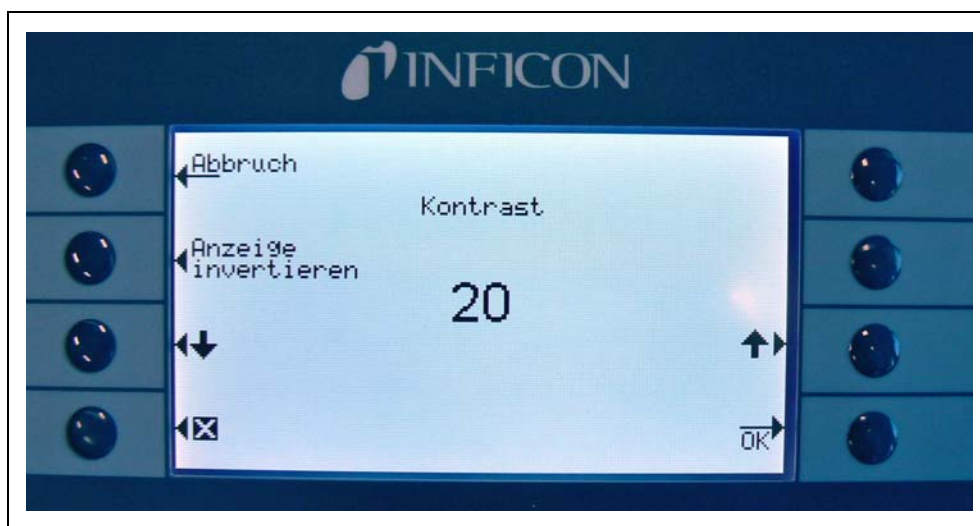 INFICON
Abbruch
Kontrast
Anzeige
invertieren
20
OK